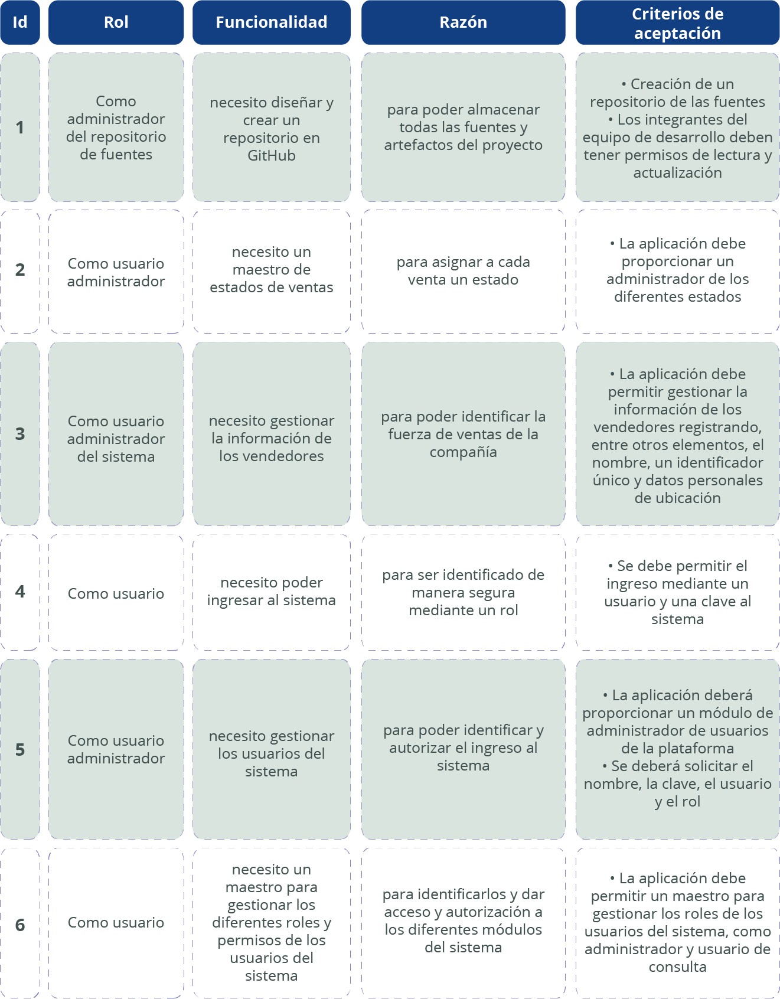 Id
Rol
Funcionalidad
Razón
Criterios de
aceptación
1
Como
administrador
del repositorio
de fuentes
necesito diseñar y
crear un
repositorio en
GitHub
para poder almacenar
todas las fuentes y
artefactos del proyecto
• Creación de un
repositorio de las fuentes
• Los integrantes del
equipo de desarrollo deben
tener permisos de lectura y
actualización
2
Como usuario
administrador
necesito un
maestro de
estados de ventas
para asignar a cada
venta un estado
• La aplicación debe
proporcionar un
administrador de los
diferentes estados
3
Como usuario
administrador
del sistema
necesito gestionar
la información de
los vendedores
para poder identificar la
fuerza de ventas de la
compañía
• La aplicación debe
permitir gestionar la
información de los
vendedores registrando,
entre otros elementos, el
nombre, un identificador
único y datos personales
de ubicación
4
Como usuario
necesito poder
ingresar al sistema
para ser identificado de
manera segura
mediante un rol
• Se debe permitir el
ingreso mediante un
usuario y una clave al
sistema
5
Como usuario
administrador
necesito gestionar
los usuarios del
sistema
para poder identificar y
autorizar el ingreso al
sistema
• La aplicación deberá
proporcionar un módulo de
administrador de usuarios
de la plataforma
• Se deberá solicitar el
nombre, la clave, el usuario
y el rol
6
Como usuario
necesito un
maestro para
gestionar los
diferentes roles y
permisos de los
usuarios del
sistema
para identificarlos y dar
acceso y autorización a
los diferentes módulos
del sistema
• La aplicación debe
permitir un maestro para
gestionar los roles de los
usuarios del sistema, como
administrador y usuario de
consulta